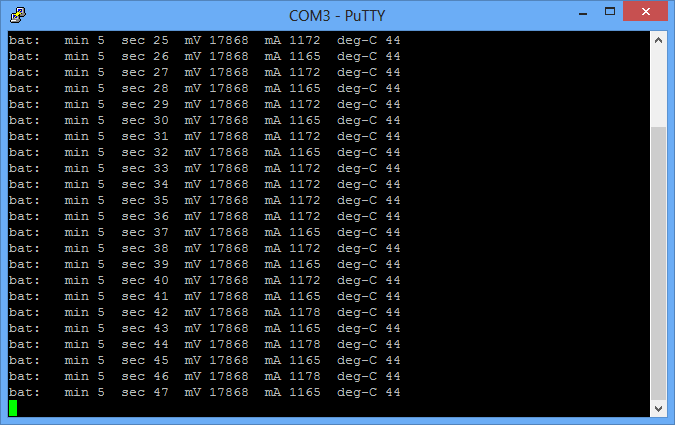 COM3 - PuTTY
bat:   min 5  sec 25  mV 17868  mA 1172  deg-C 44
bat:   min 5  sec 26  mV 17868  mA 1165  deg-C 44
bat:   min 5  sec 27  mV 17868  mA 1172  deg-C 44
bat:   min 5  sec 28  mV 17868  mA 1165  deg-C 44
bat:   min 5  sec 29  mV 17868  mA 1172  deg-C 44
bat:   min 5  sec 30  mV 17868  mA 1165  deg-C 44
bat:   min 5  sec 31  mV 17868  mA 1172  deg-C 44
bat:   min 5  sec 32  mV 17868  mA 1165  deg-C 44
bat:   min 5  sec 33  mV 17868  mA 1172  deg-C 44
bat:   min 5  sec 34  mV 17868  mA 1172  deg-C 44
bat:   min 5  sec 35  mV 17868  mA 1172  deg-C 44
bat:   min 5  sec 36  mV 17868  mA 1172  deg-C 44
bat:   min 5  sec 37  mV 17868  mA 1165  deg-C 44
bat:   min 5  sec 38  mV 17868  mA 1172  deg-C 44
bat:   min 5  sec 39  mV 17868  mA 1165  deg-C 44
bat:   min 5  sec 40  mV 17868  mA 1172  deg-C 44
bat:   min 5  sec 41  mV 17868  mA 1165  deg-C 44
bat:   min 5  sec 42  mV 17868  mA 1178  deg-C 44
bat:   min 5  sec 43  mV 17868  mA 1165  deg-C 44
bat:   min 5  sec 44  mV 17868  mA 1178  deg-C 44
bat:   min 5  sec 45  mV 17868  mA 1165  deg-C 44
bat:   min 5  sec 46  mV 17868  mA 1178  deg-C 44
bat:   min 5  sec 47  mV 17868  mA 1165  deg-C 44